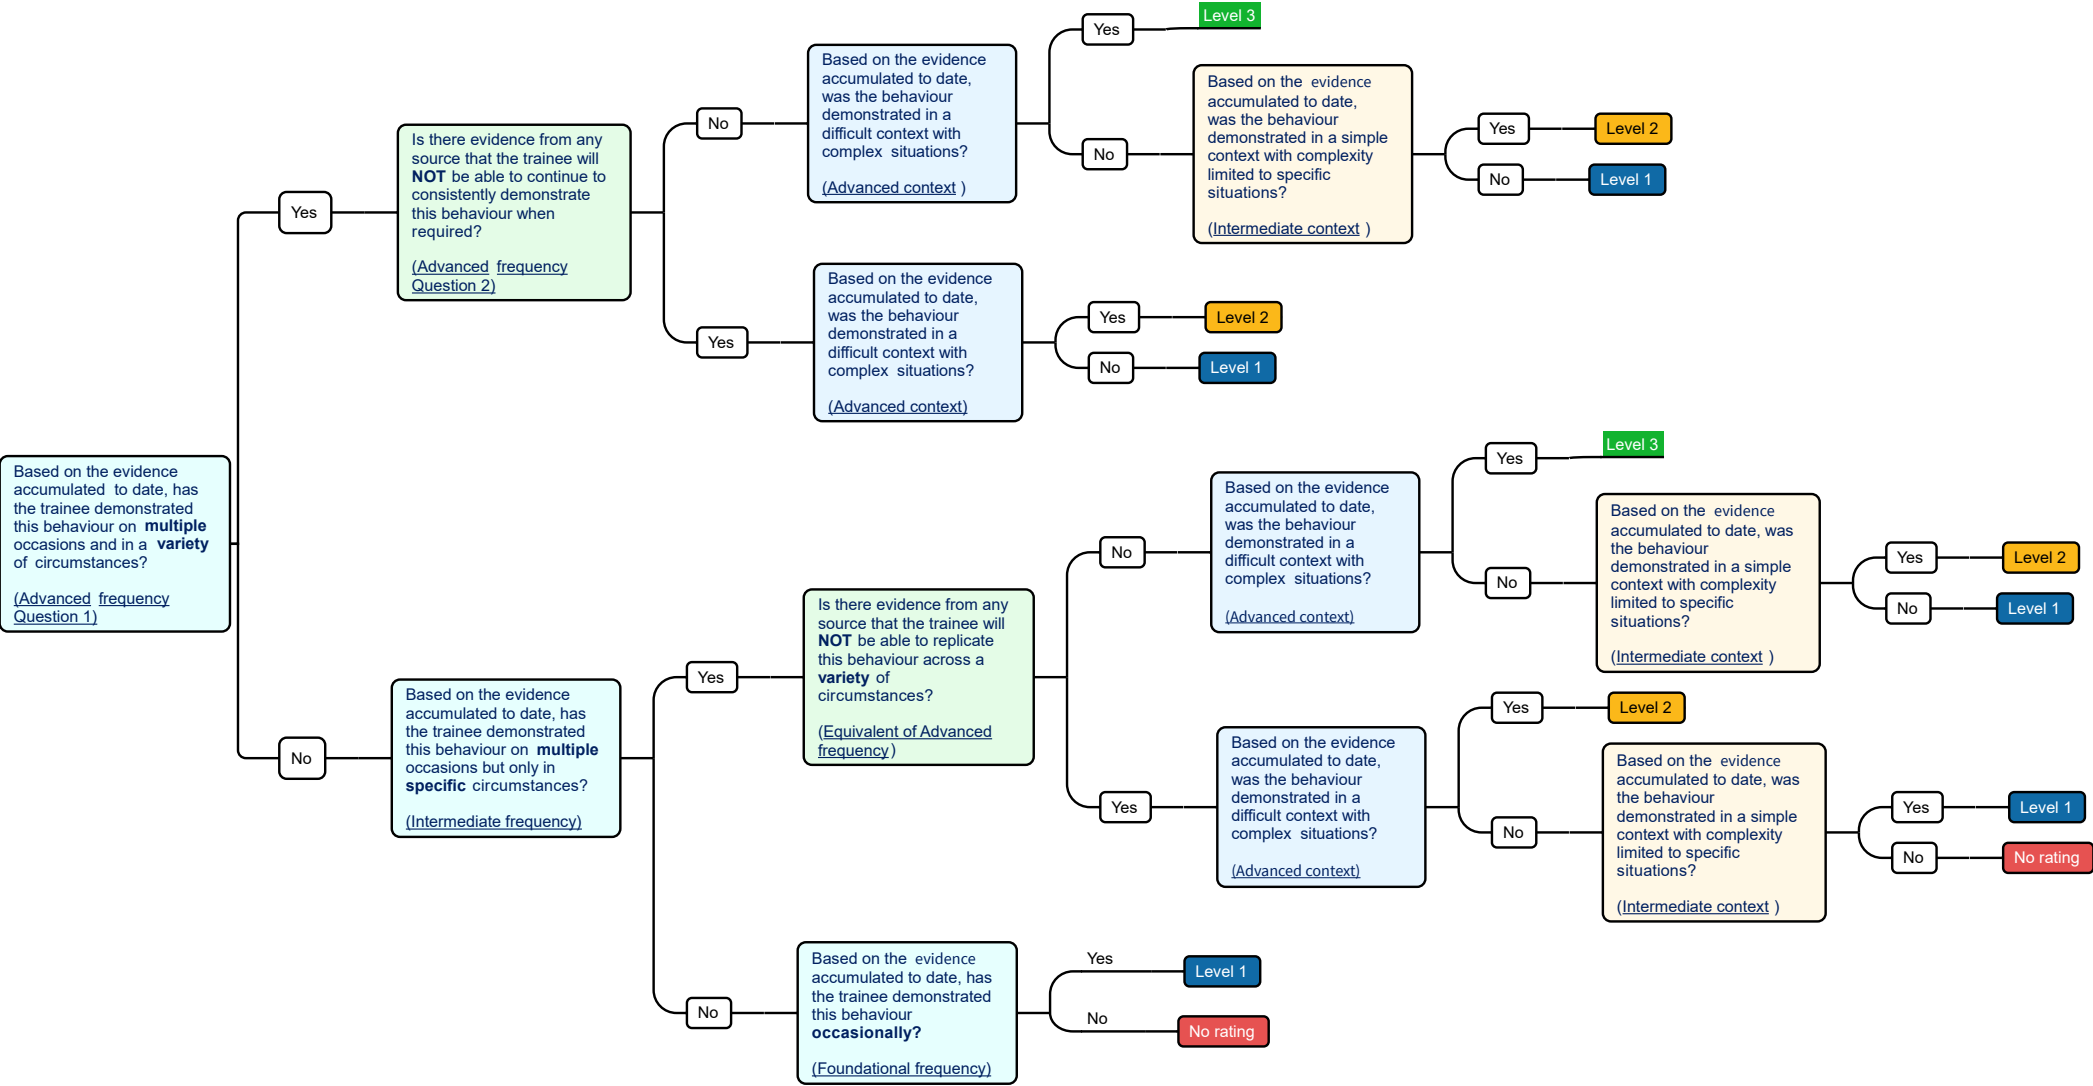 Based on the evidence
accumulated to date, has
the trainee demonstrated
this behaviour on multiple
occasions and in a variety
of circumstances?
(Advanced frequency
Question 1)
Yes
Is there evidence from any
source that the trainee will
NOT be able to continue to
consistently demonstrate
this behaviour when
required?
(Advanced frequency
Question 2)
No
Based on the evidence
accumulated to date,
was the behaviour
demonstrated in a
difficult context with
complex situations?
(Advanced context )
Yes
Level 3
No
Based on the evidence
accumulated to date,
was the behaviour
demonstrated in a simple
context with complexity
limited to specific
situations?
(Intermediate context )
Yes
Level 2
No
Level 1
Yes
Based on the evidence
accumulated to date,
was the behaviour
demonstrated in a
difficult context with
complex situations?
(Advanced context)
Yes
Level 2
No
Level 1
No
Based on the evidence
accumulated to date, has
the trainee demonstrated
this behaviour on multiple
occasions but only in
specific circumstances?
(Intermediate frequency)
Yes
Is there evidence from any
source that the trainee will
NOT be able to replicate
this behaviour across a
variety of
circumstances?
(Equivalent of Advanced
frequency)
No
Based on the evidence
accumulated to date,
was the behaviour
demonstrated in a
difficult context with
complex situations?
(Advanced context)
Yes
Level 3
No
Based on the evidence
accumulated to date, was
the behaviour
demonstrated in a simple
context with complexity
limited to specific
situations?
(Intermediate context )
Yes
Level 2
No
Level 1
Yes
Based on the evidence
accumulated to date,
was the behaviour
demonstrated in a
difficult context with
complex situations?
(Advanced context)
Yes
Level 2
No
Based on the evidence
accumulated to date, was
the behaviour
demonstrated in a simple
context with complexity
limited to specific
situations?
(Intermediate context )
Yes
Level 1
No
No rating
No
Based on the evidence
accumulated to date, has
the trainee demonstrated
this behaviour
occasionally?
(Foundational frequency)
Yes
Level 1
No
No rating